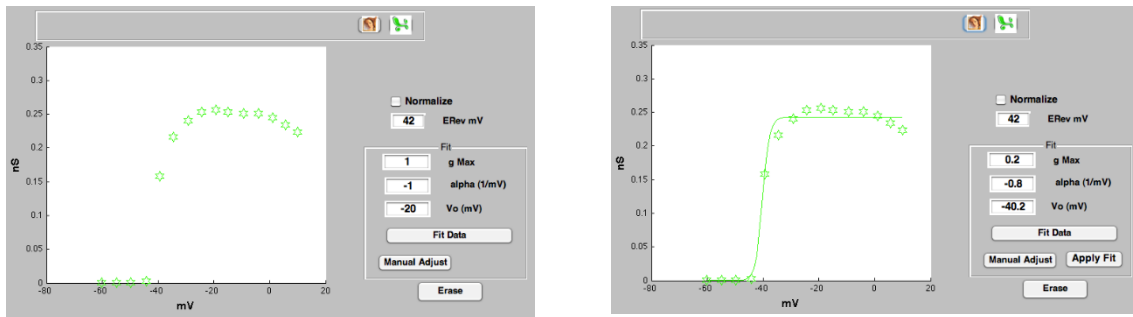 0.35
0.3
0.25
0.2
0.15
0.1
0.05
0
nS
-80 -60 -40 -20 0 20
mV
Normalize
42 ERev mV
Fit
1 g Max
-1 alpha (1/mV)
-20 Vo (mV)
Fit Data
Manual Adjust
Erase
0.35
0.3
0.25
0.2
0.15
0.1
0.05
0
nS
-80 -60 -40 -20 0 20
mV
Normalize
42 ERev mV
Fit
0.2 g Max
-0.8 alpha (1/mV)
-40.2 Vo (mV)
Fit Data
Manual Adjust Apply Fit
Erase